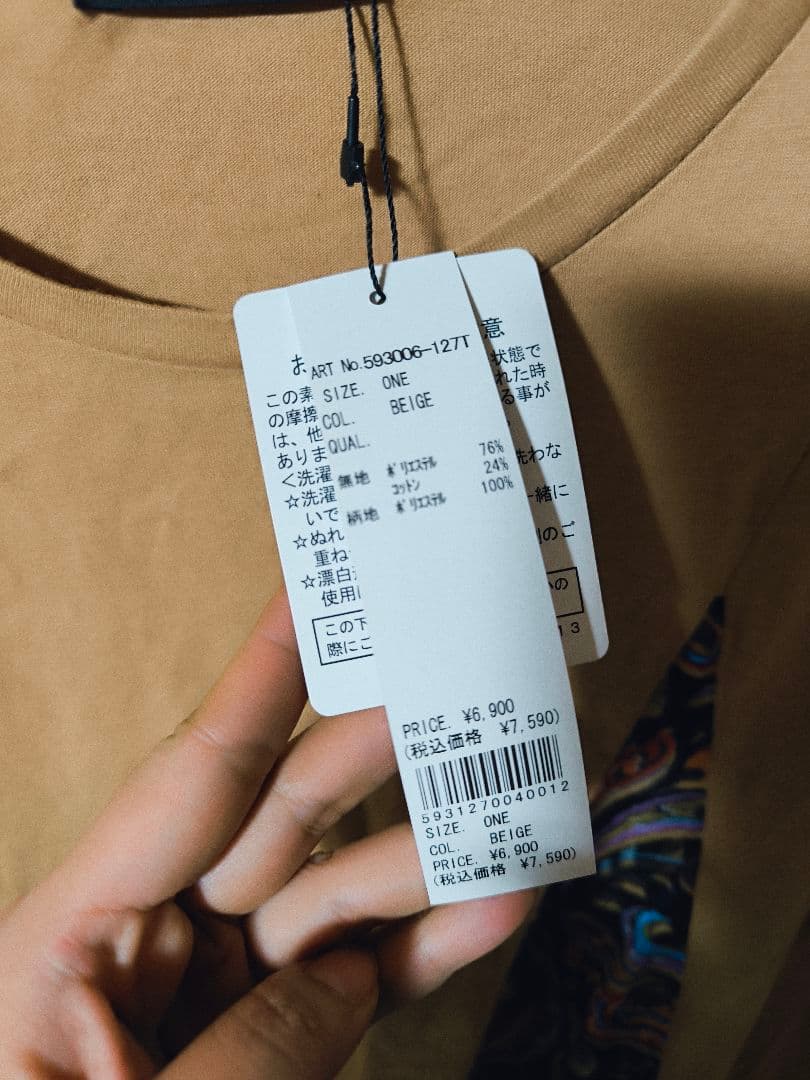 ART No.593006-127T
SIZE. ONE
COL. BEIGE
QUAL.
無地 ポリエステル 76%
コットン 24%
柄地 ポリエステル 100%
PRICE. ¥6,900
(税込価格 ¥7,590)
5931270040012
SIZE. ONE
COL. BEIGE
PRICE. ¥6,900
(税込価格 ¥7,590)
お 意
この素 状態で
の摩擦 れた時
は、他 る事が
ありま 。
く洗濯 洗わな
☆洗濯 一緒に
いで
☆ぬれ のご
重ね
☆漂白
使用
この下 の
際にこ
13